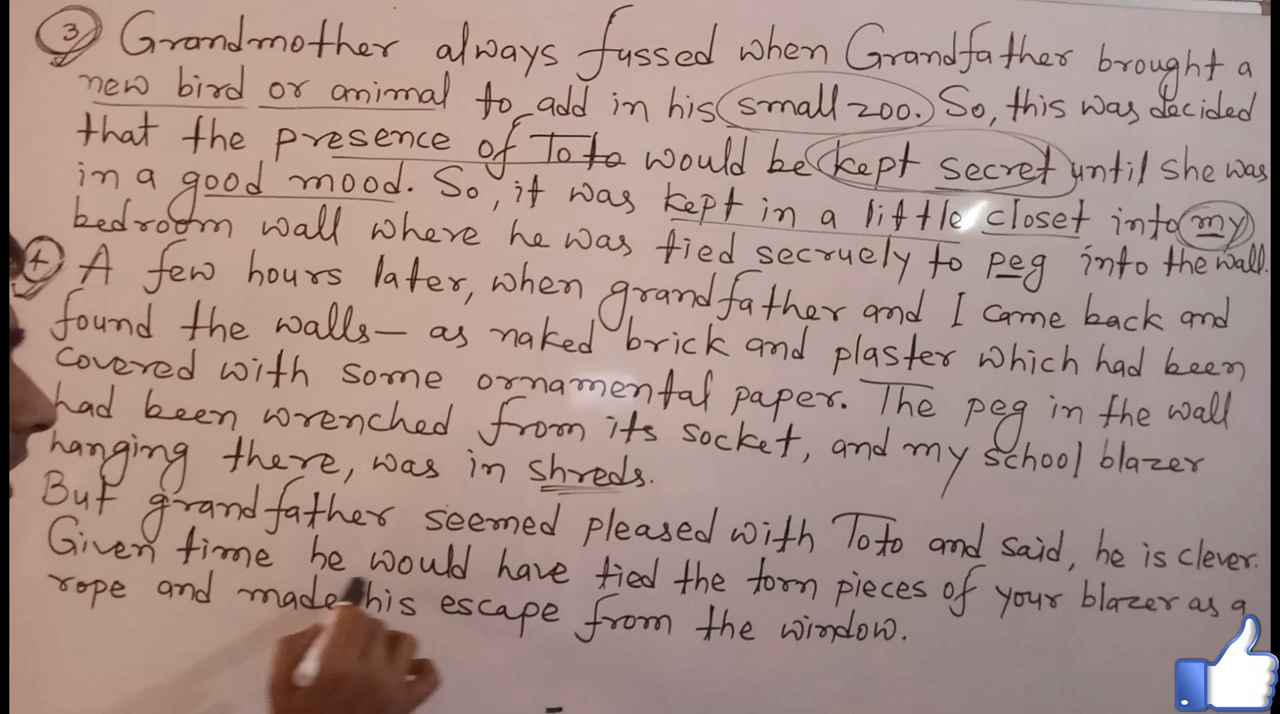 3 Grandmother always fussed when Grandfather brought a
new bird or animal to add in his small zoo. So, this was decided
that the presence of Toto would be kept secret until she was
in a good mood. So, it was kept in a little closet into my
bedroom wall where he was tied secruely to peg into the wall.
4 A few hours later, when grandfather and I came back and
found the walls— as naked brick and plaster which had been
covered with some ornamental paper. The peg in the wall
had been wrenched from its socket, and my school blazer
hanging there, was in shreds.
But grandfather seemed pleased with Toto and said, he is clever.
Given time he would have tied the torn pieces of your blazer as a
rope and made his escape from the window.